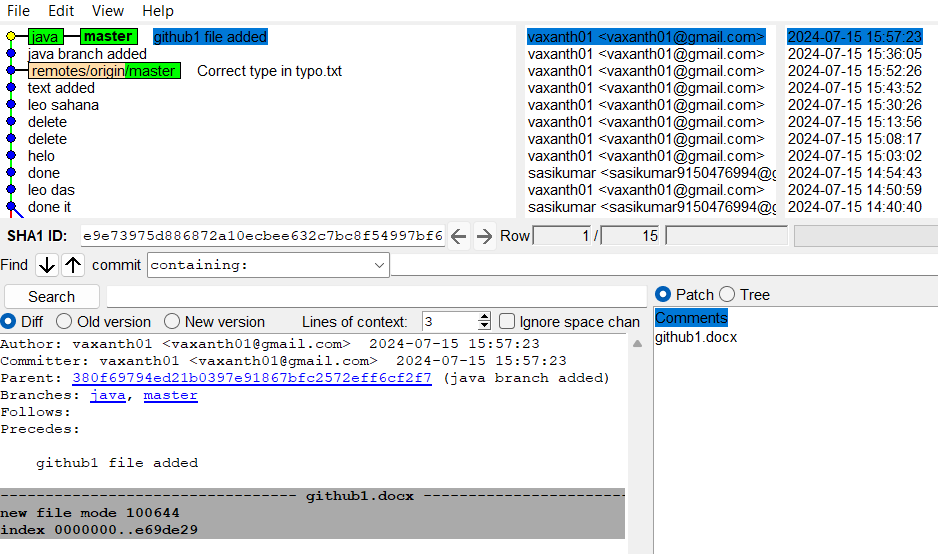 File Edit View Help
java master github1 file added vaxanth01 <vaxanth01@gmail.com> 2024-07-15 15:57:23
java branch added vaxanth01 <vaxanth01@gmail.com> 2024-07-15 15:36:05
remotes/origin/master Correct type in typo.txt vaxanth01 <vaxanth01@gmail.com> 2024-07-15 15:52:26
text added vaxanth01 <vaxanth01@gmail.com> 2024-07-15 15:43:52
leo sahana vaxanth01 <vaxanth01@gmail.com> 2024-07-15 15:30:26
delete vaxanth01 <vaxanth01@gmail.com> 2024-07-15 15:13:56
delete vaxanth01 <vaxanth01@gmail.com> 2024-07-15 15:08:17
helo vaxanth01 <vaxanth01@gmail.com> 2024-07-15 15:03:02
done sasikumar <sasikumar9150476994@g 2024-07-15 14:54:43
leo das vaxanth01 <vaxanth01@gmail.com> 2024-07-15 14:50:59
done it sasikumar <sasikumar9150476994@g 2024-07-15 14:40:40
SHA1 ID: e9e73975d886872a10ecbee632c7bc8f54997bf6 Row 1 / 15
Find commit containing:
Search
Patch Tree
Diff Old version New version Lines of context: 3 Ignore space chan
Comments
github1.docx
Author: vaxanth01 <vaxanth01@gmail.com> 2024-07-15 15:57:23
Committer: vaxanth01 <vaxanth01@gmail.com> 2024-07-15 15:57:23
Parent: 380f69794ed21b0397e91867bfc2572eff6cf2f7 (java branch added)
Branches: java, master
Follows:
Precedes:
github1 file added
------------------------------- github1.docx -----------------------
new file mode 100644
index 0000000..e69de29